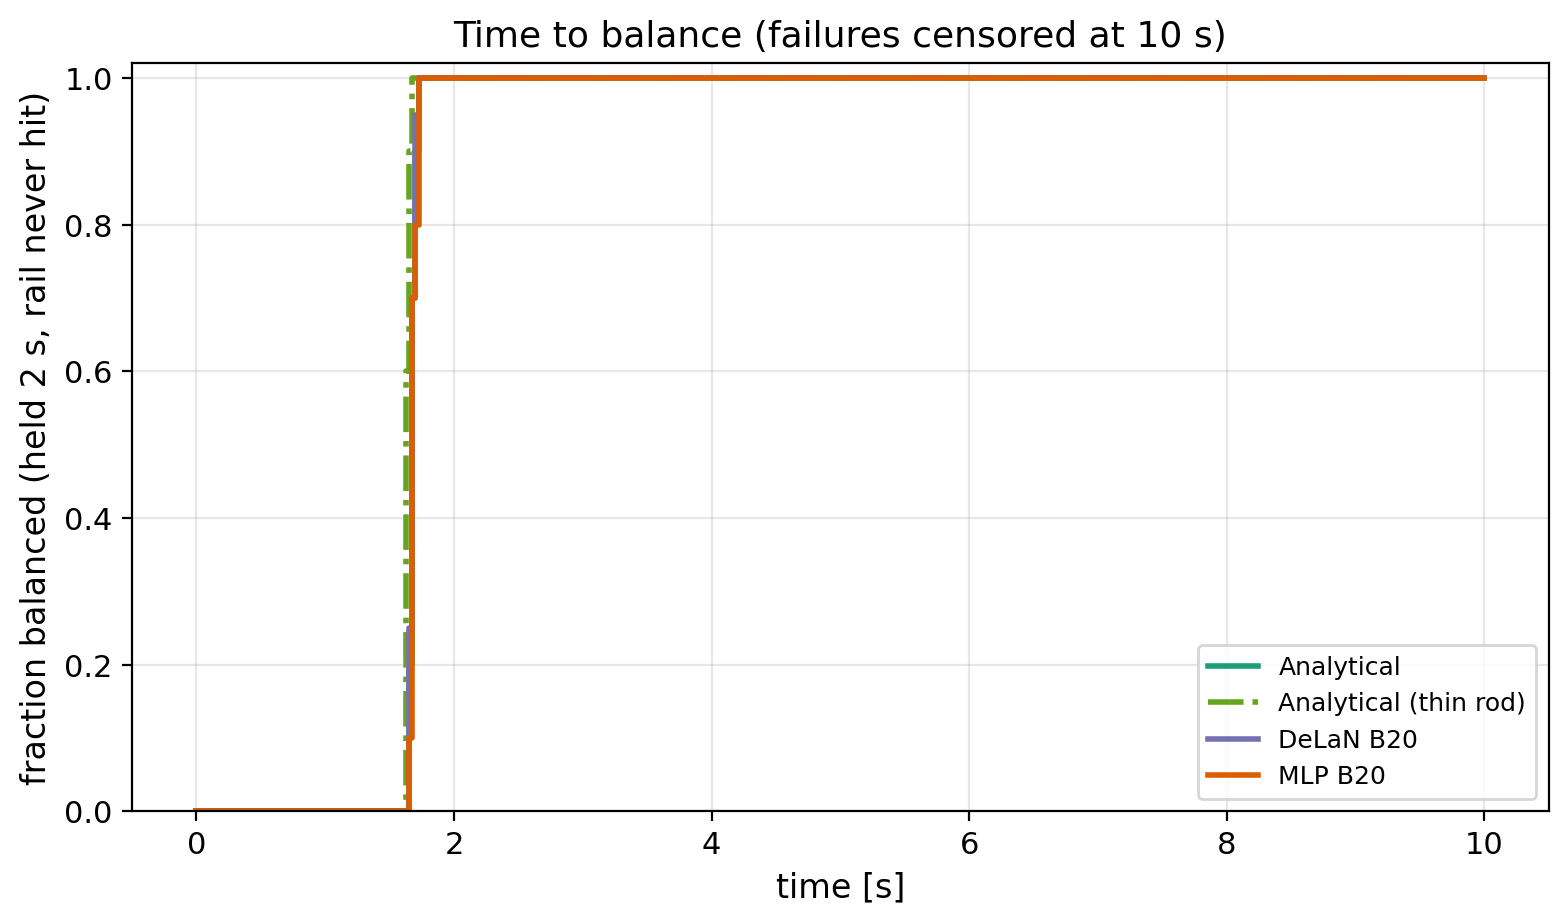 Time to balance (failures censored at 10 s)
fraction balanced (held 2 s, rail never hit)
1.0
0.8
0.6
0.4
0.2
0.0
0 2 4 6 8 10
time [s]
Analytical
Analytical (thin rod)
DeLaN B20
MLP B20